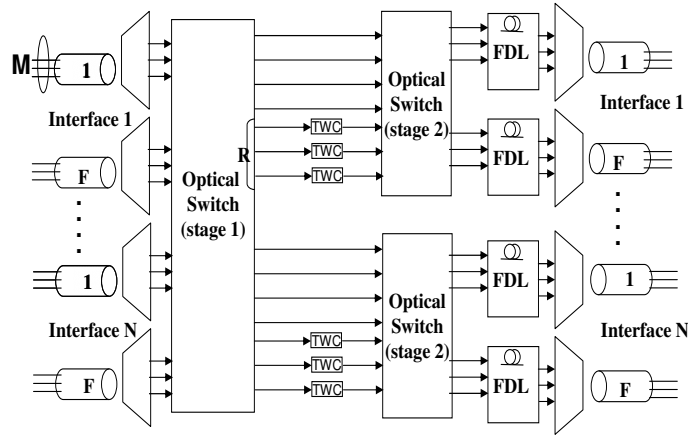 M
1
Interface 1
F
1
Interface N
F
Optical
Switch
(stage 1)
R
TWC
TWC
TWC
TWC
TWC
TWC
Optical
Switch
(stage 2)
Optical
Switch
(stage 2)
FDL
FDL
FDL
FDL
1
Interface 1
F
1
Interface N
F